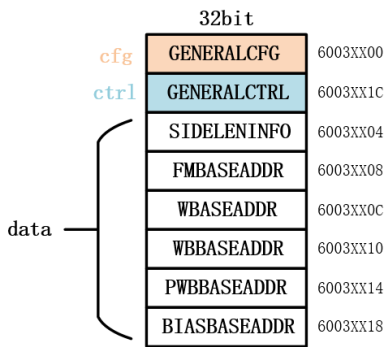 32bit
cfg GENERALCFG 6003XX00
ctrl GENERALCTRL 6003XX1C
SIDELENINFO 6003XX04
FMBASEADDR 6003XX08
WBASEADDR 6003XX0C
data
WBBASEADDR 6003XX10
PWBBASEADDR 6003XX14
BIASBASEADDR 6003XX18